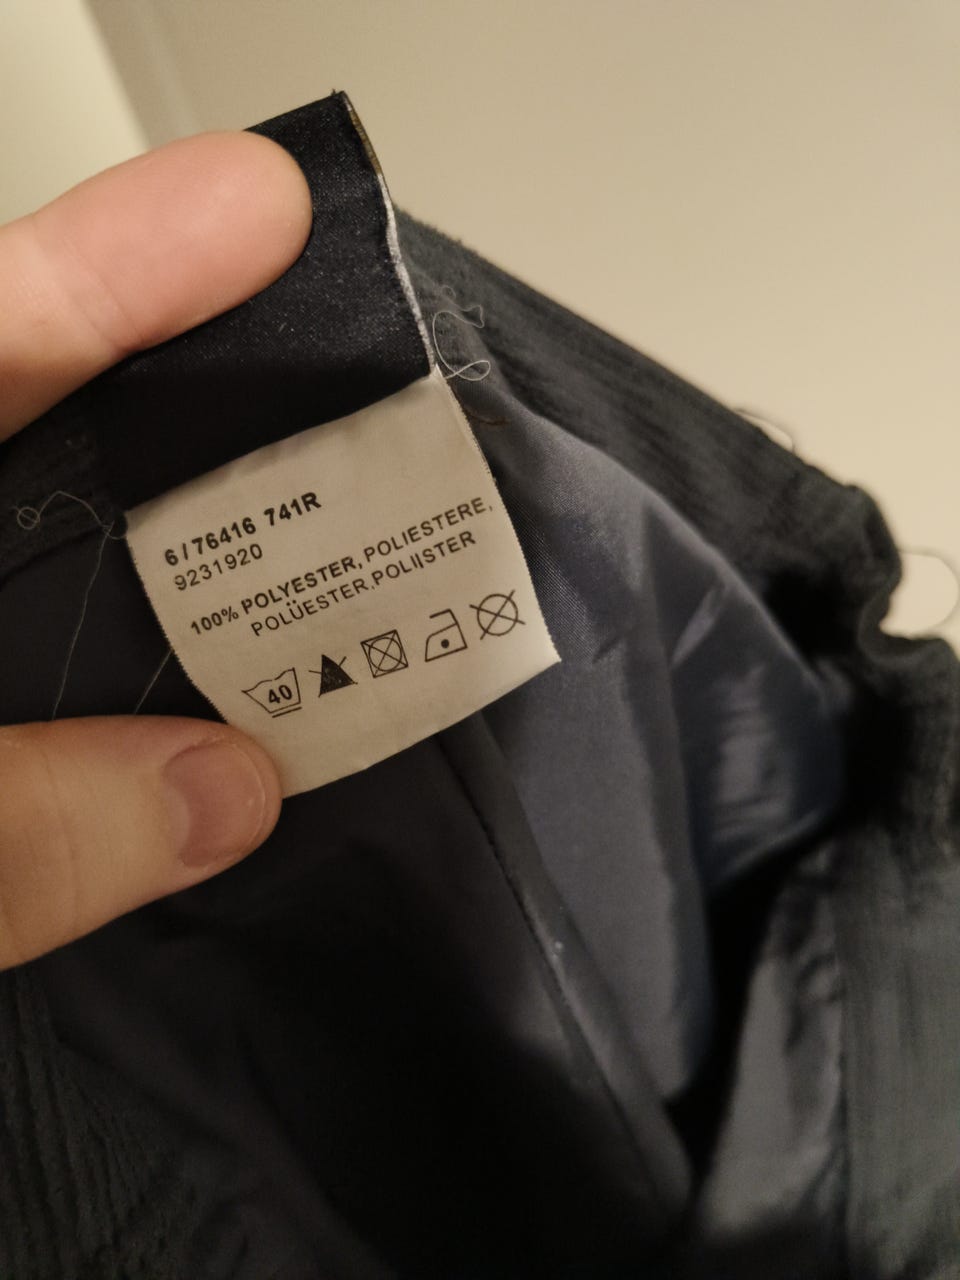 6/76416 741R
9231920
100% POLYESTER, POLIESTERE,
POLÜESTER, POLIISTER
40